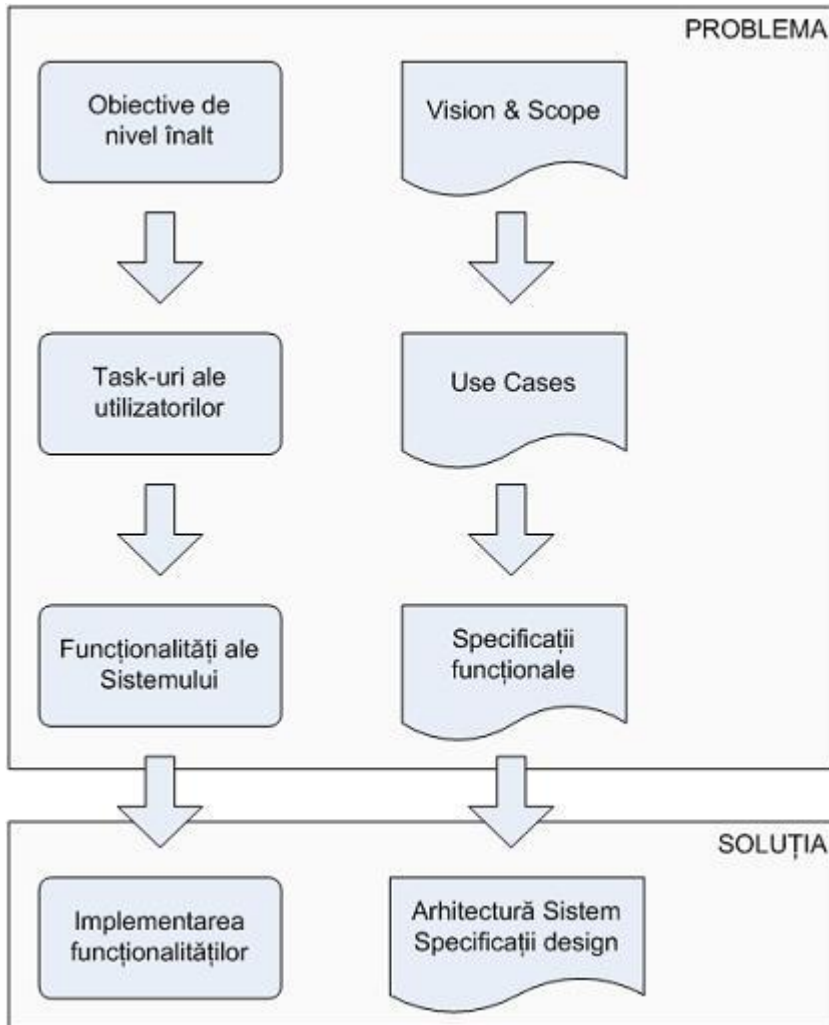 PROBLEMA
Obiective de
nivel înalt
Vision & Scope
Task-uri ale
utilizatorilor
Use Cases
Funcționalități ale
Sistemului
Specificații
funcționale
SOLUȚIA
Implementarea
funcționalităților
Arhitectură Sistem
Specificații design